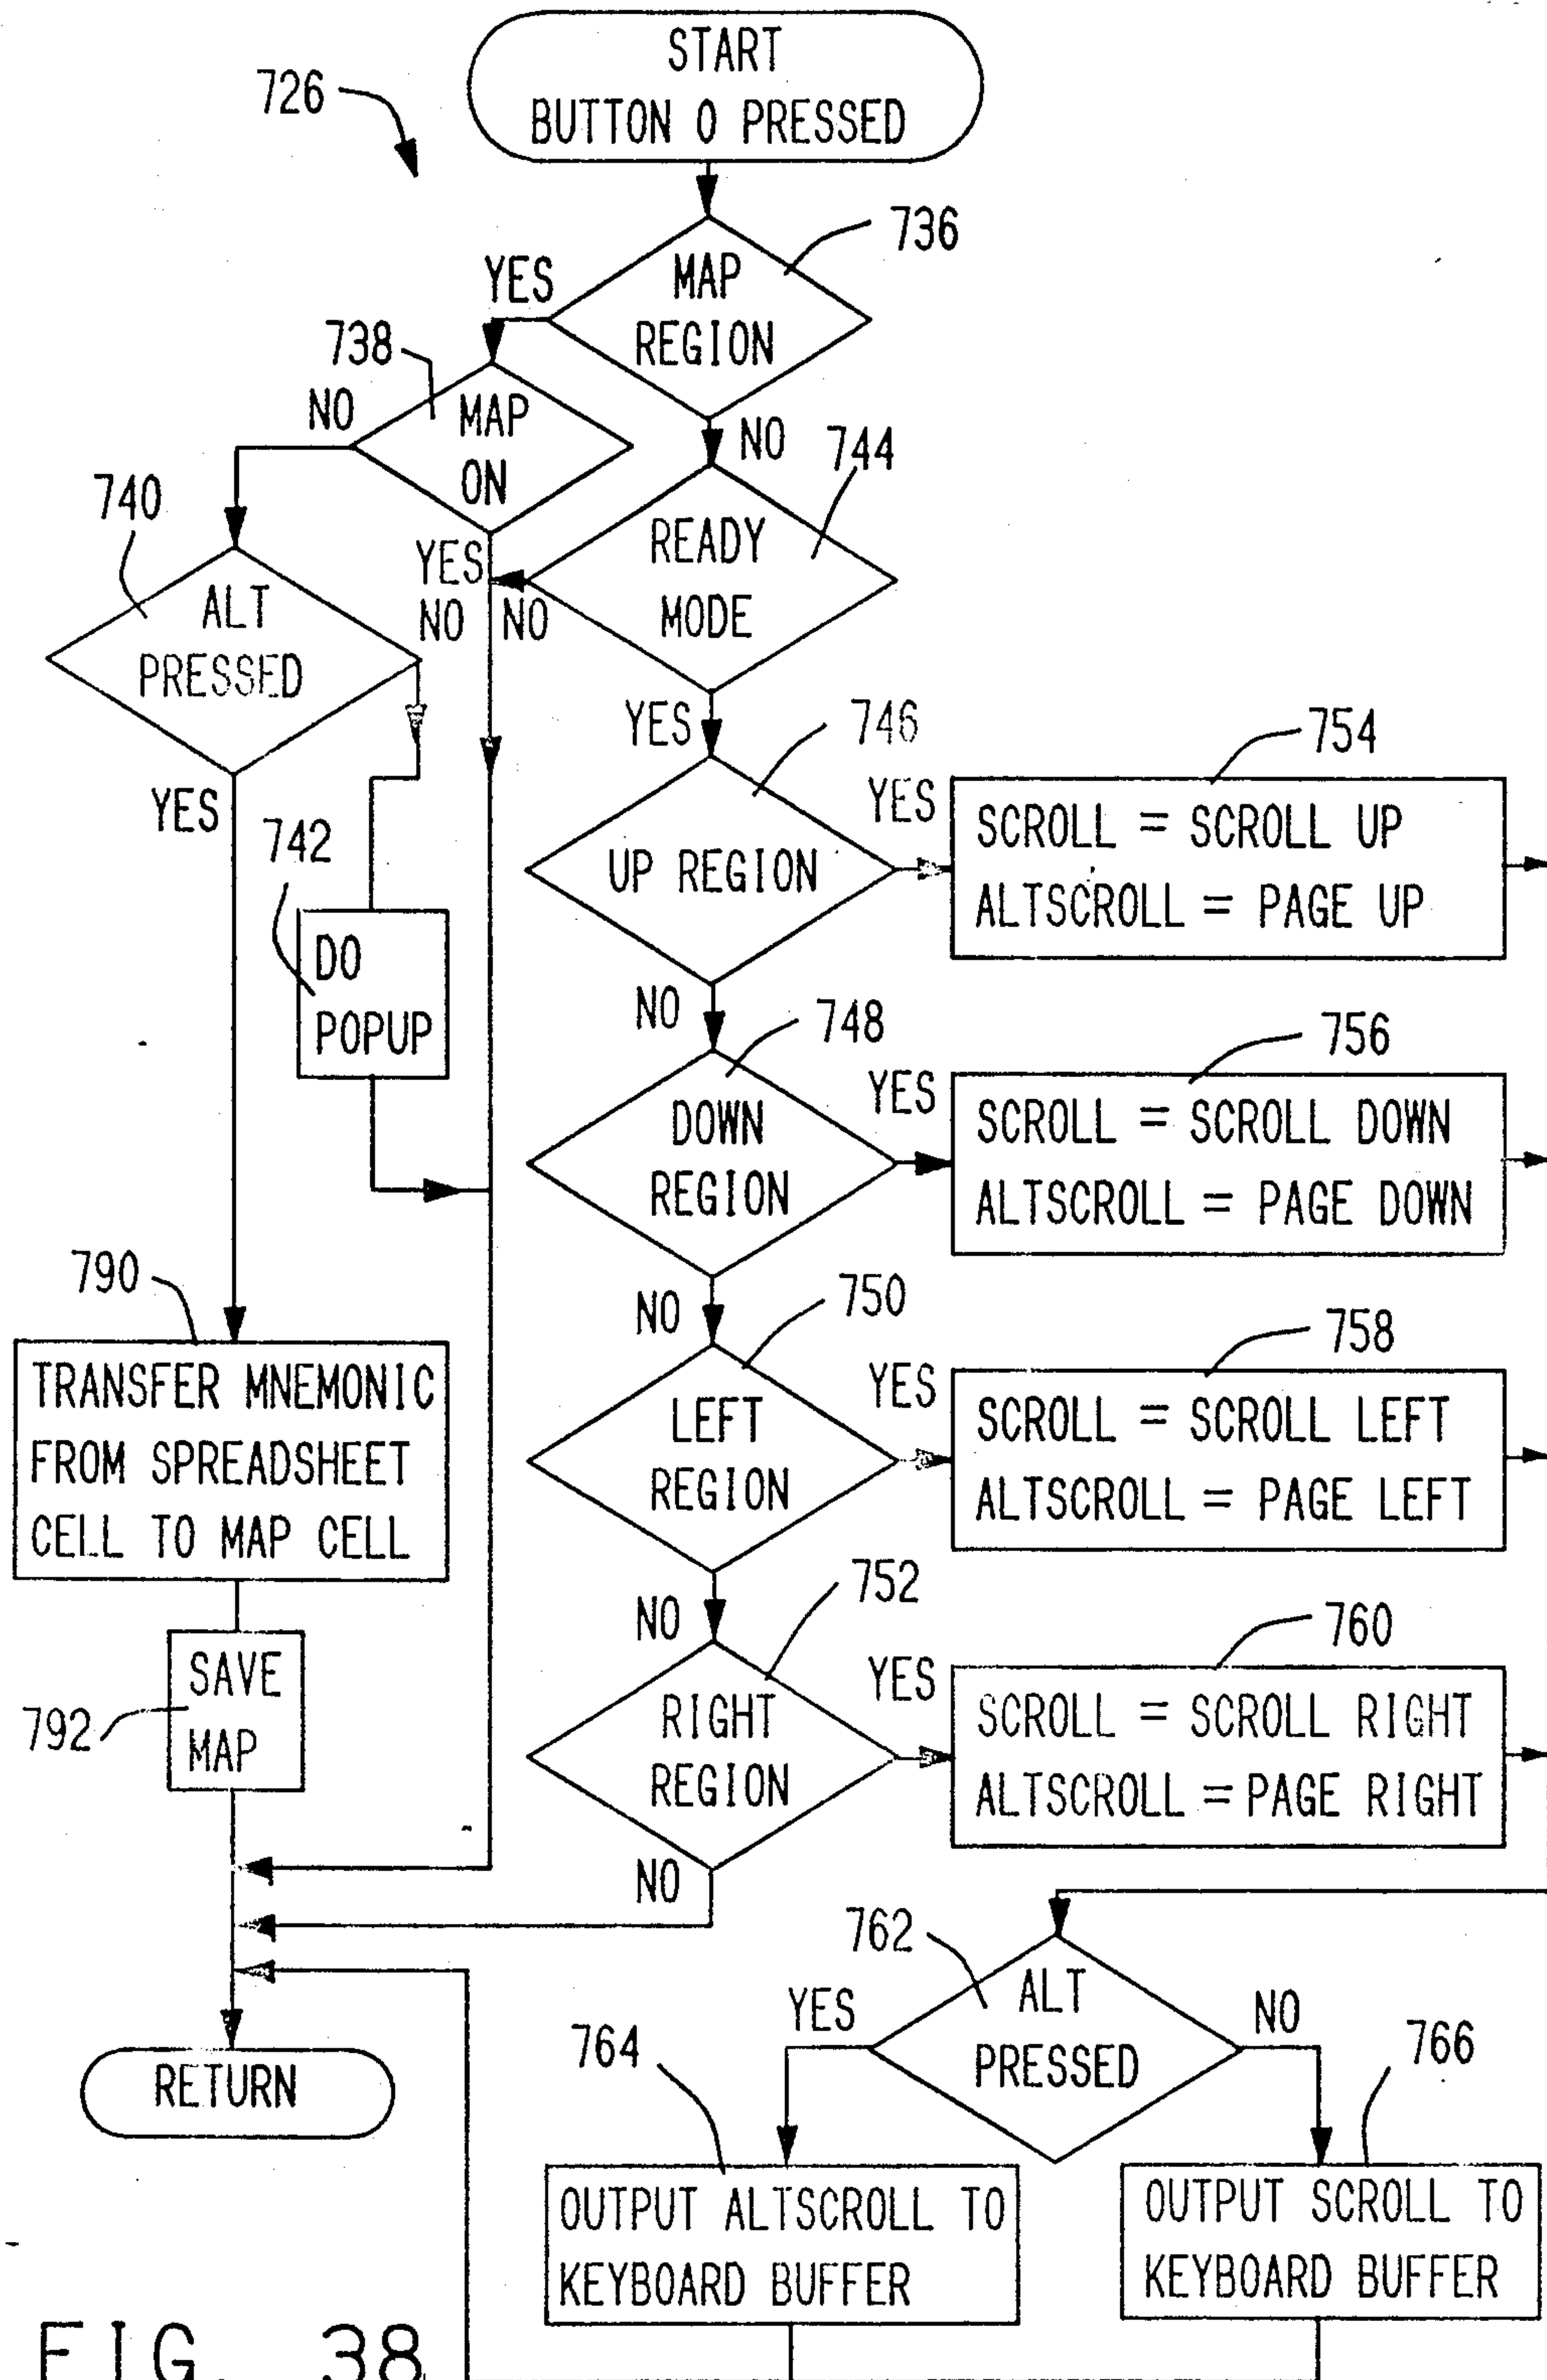 START
BUTTON 0 PRESSED
726
736
MAP
REGION
YES
738
NO
MAP
ON
NO
744
740
YES
READY
MODE
ALT
PRESSED
NO
NO
YES
746
754
YES
742
UP REGION
YES
SCROLL = SCROLL UP
ALTSCROLL = PAGE UP
DO
POPUP
NO
748
756
DOWN
REGION
YES
SCROLL = SCROLL DOWN
ALTSCROLL = PAGE DOWN
790
NO
750
758
TRANSFER MNEMONIC
FROM SPREADSHEET
CELL TO MAP CELL
LEFT
REGION
YES
SCROLL = SCROLL LEFT
ALTSCROLL = PAGE LEFT
NO
752
760
SAVE
MAP
792
RIGHT
REGION
YES
SCROLL = SCROLL RIGHT
ALTSCROLL = PAGE RIGHT
NO
762
ALT
PRESSED
YES
NO
764
766
RETURN
OUTPUT ALTSCROLL TO
KEYBOARD BUFFER
OUTPUT SCROLL TO
KEYBOARD BUFFER
FIG. 38